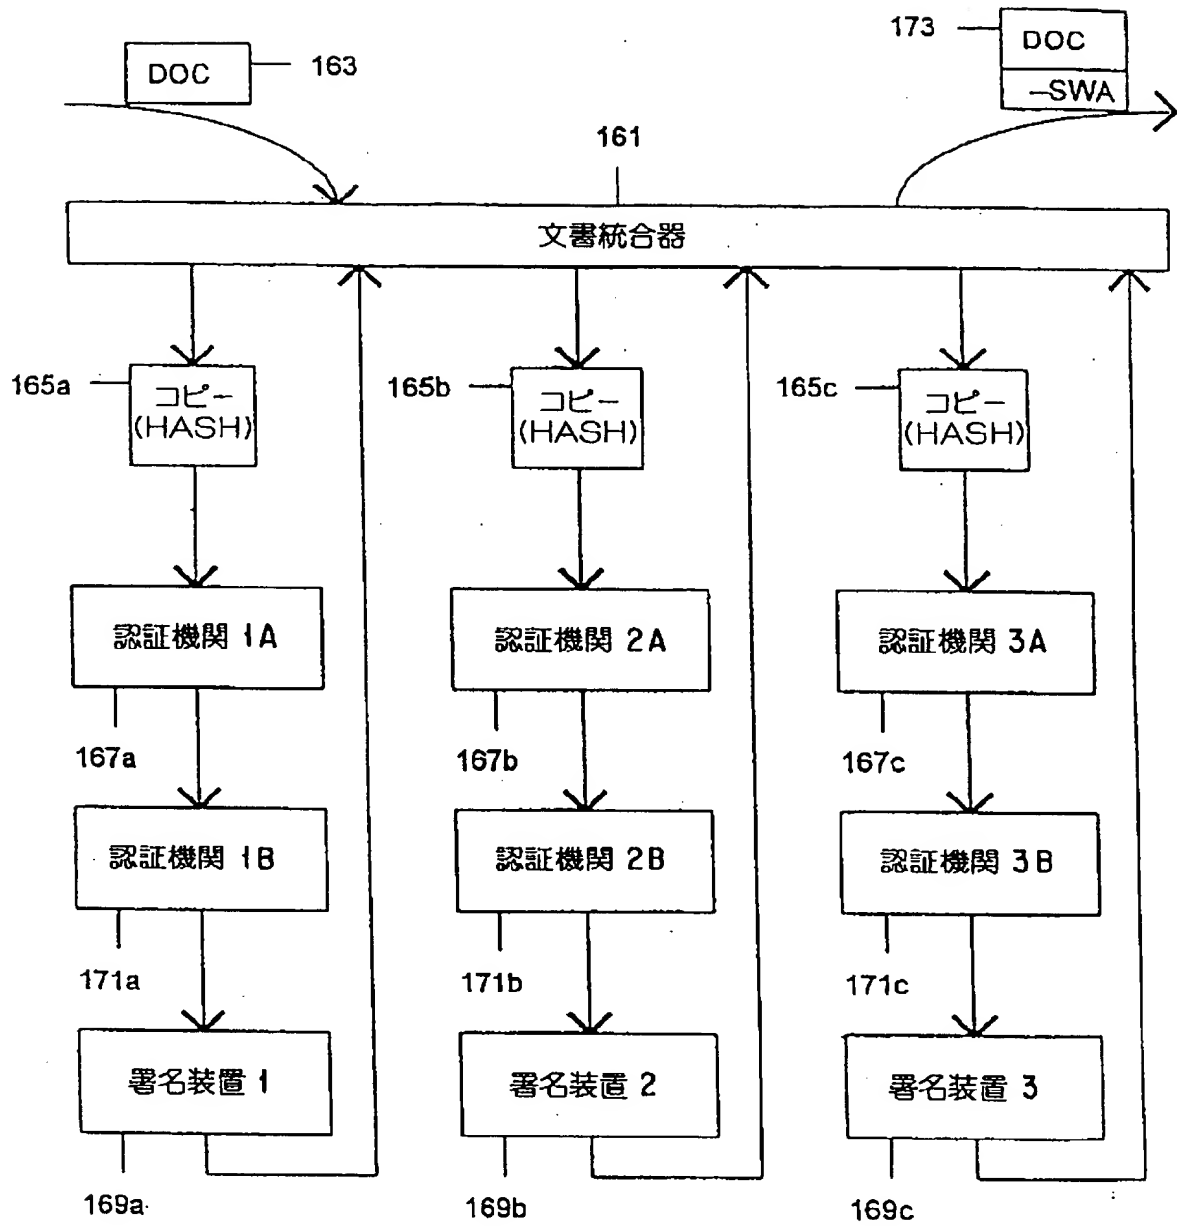 173
DOC
-SWA
DOC
163
161
文書統合器
165a
コピー
(HASH)
165b
コピー
(HASH)
165c
コピー
(HASH)
認証機関 1A
認証機関 2A
認証機関 3A
167a
167b
167c
認証機関 1B
認証機関 2B
認証機関 3B
171a
171b
171c
署名装置 1
署名装置 2
署名装置 3
169a
169b
169c